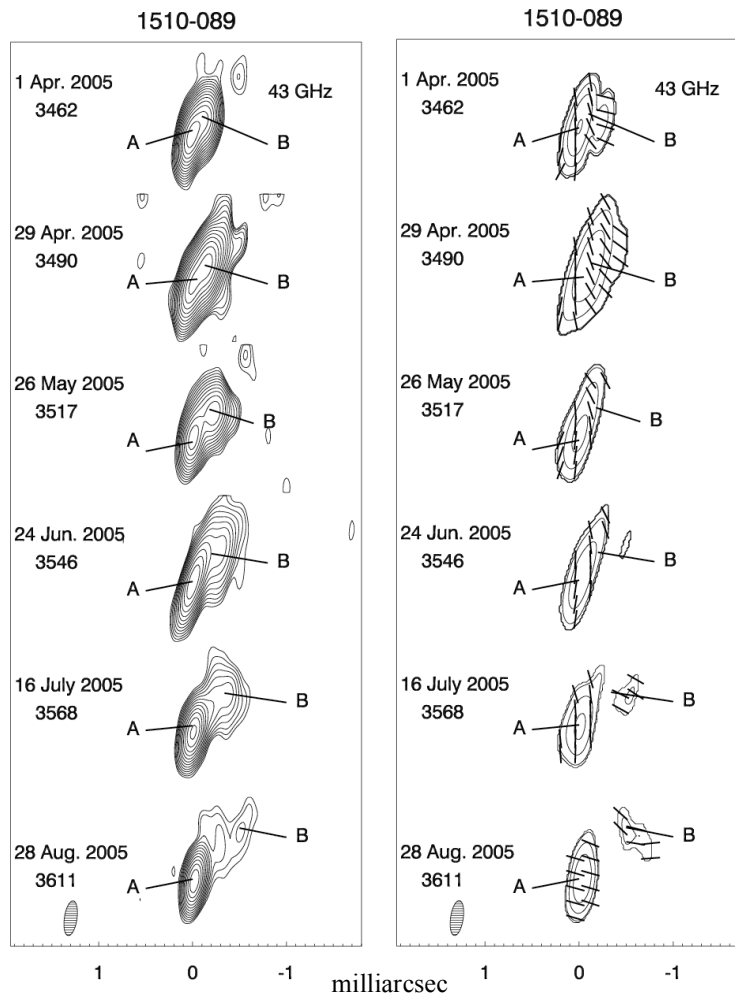 1510-089
1 Apr. 2005
3462
43 GHz
A
B
29 Apr. 2005
3490
A
B
26 May 2005
3517
A
B
24 Jun. 2005
3546
A
B
16 July 2005
3568
A
B
28 Aug. 2005
3611
A
B
1
0
-1
1510-089
1 Apr. 2005
3462
43 GHz
A
B
29 Apr. 2005
3490
A
B
26 May 2005
3517
A
B
24 Jun. 2005
3546
A
B
16 July 2005
3568
A
B
28 Aug. 2005
3611
A
B
1
0
-1
milliarcsec